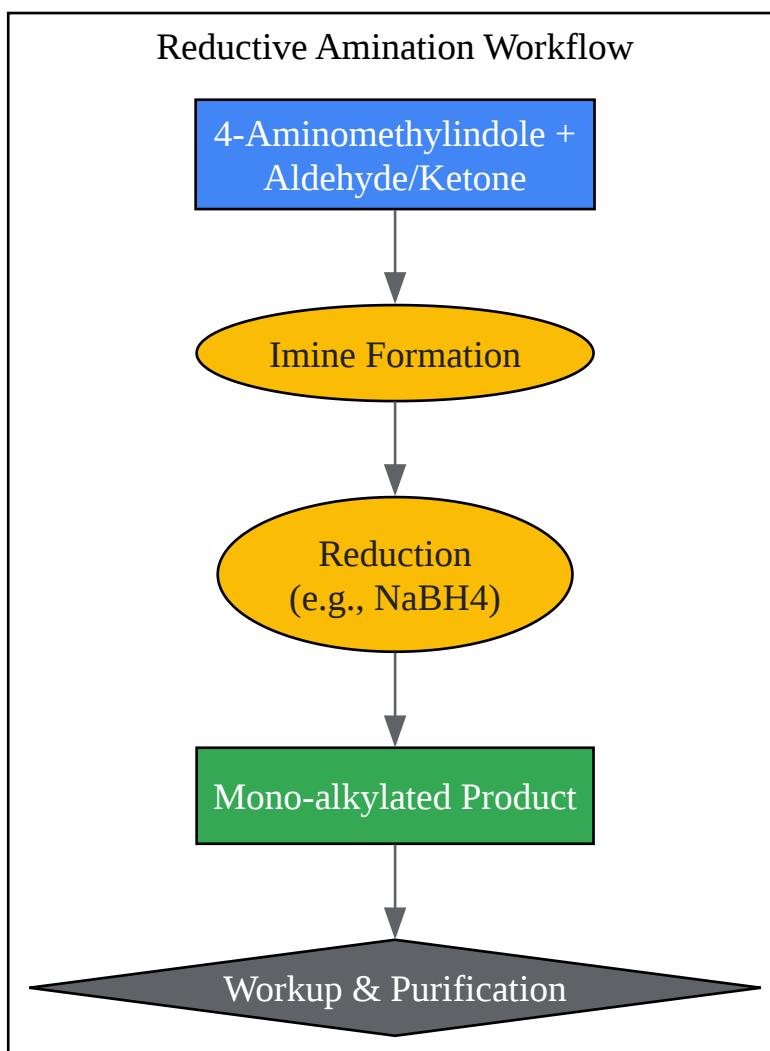 Reductive Amination Workflow
4-Aminomethylindole +
Aldehyde/Ketone
Imine Formation
Reduction
(e.g., NaBH4)
Mono-alkylated Product
Workup & Purification